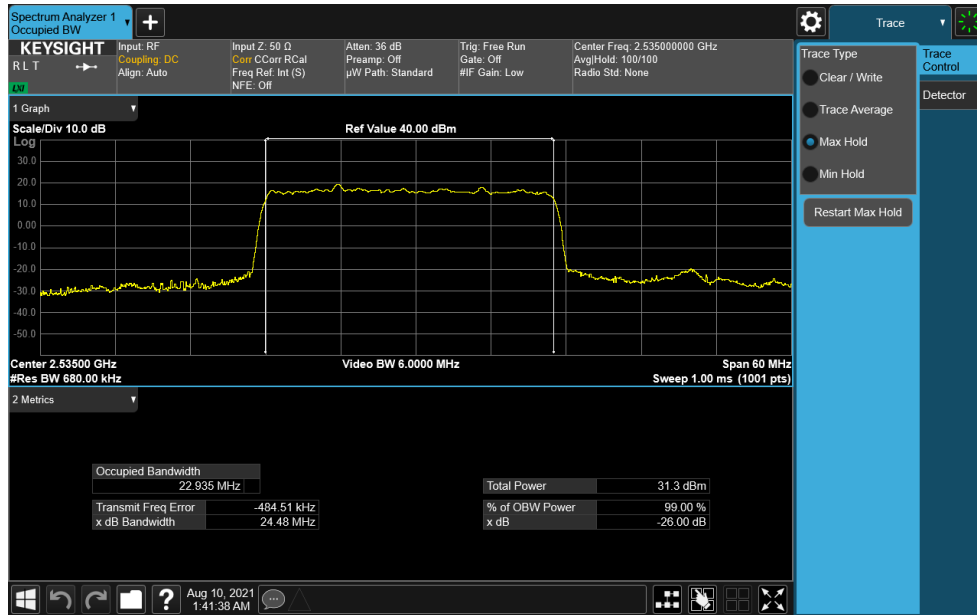 Spectrum Analyzer 1
Occupied BW
Trace
KEYSIGHT
R L T
LXI
Input: RF
Coupling: DC
Align: Auto
Input Z: 50 Ω
Corr CCorr RCal
Freq Ref: Int (S)
NFE: Off
Atten: 36 dB
Preamp: Off
µW Path: Standard
Trig: Free Run
Gate: Off
#IF Gain: Low
Center Freq: 2.535000000 GHz
Avg|Hold: 100/100
Radio Std: None
Trace Type
Clear / Write
Trace Average
Max Hold
Min Hold
Restart Max Hold
Trace
Control
Detector
1 Graph
Scale/Div 10.0 dB
Ref Value 40.00 dBm
Log
30.0
20.0
10.0
0.00
-10.0
-20.0
-30.0
-40.0
-50.0
Center 2.53500 GHz
Video BW 6.0000 MHz
Span 60 MHz
#Res BW 680.00 kHz
Sweep 1.00 ms (1001 pts)
2 Metrics
Occupied Bandwidth
22.935 MHz
Total Power 31.3 dBm
Transmit Freq Error -484.51 kHz
% of OBW Power 99.00 %
x dB Bandwidth 24.48 MHz
x dB -26.00 dB
Aug 10, 2021
1:41:38 AM